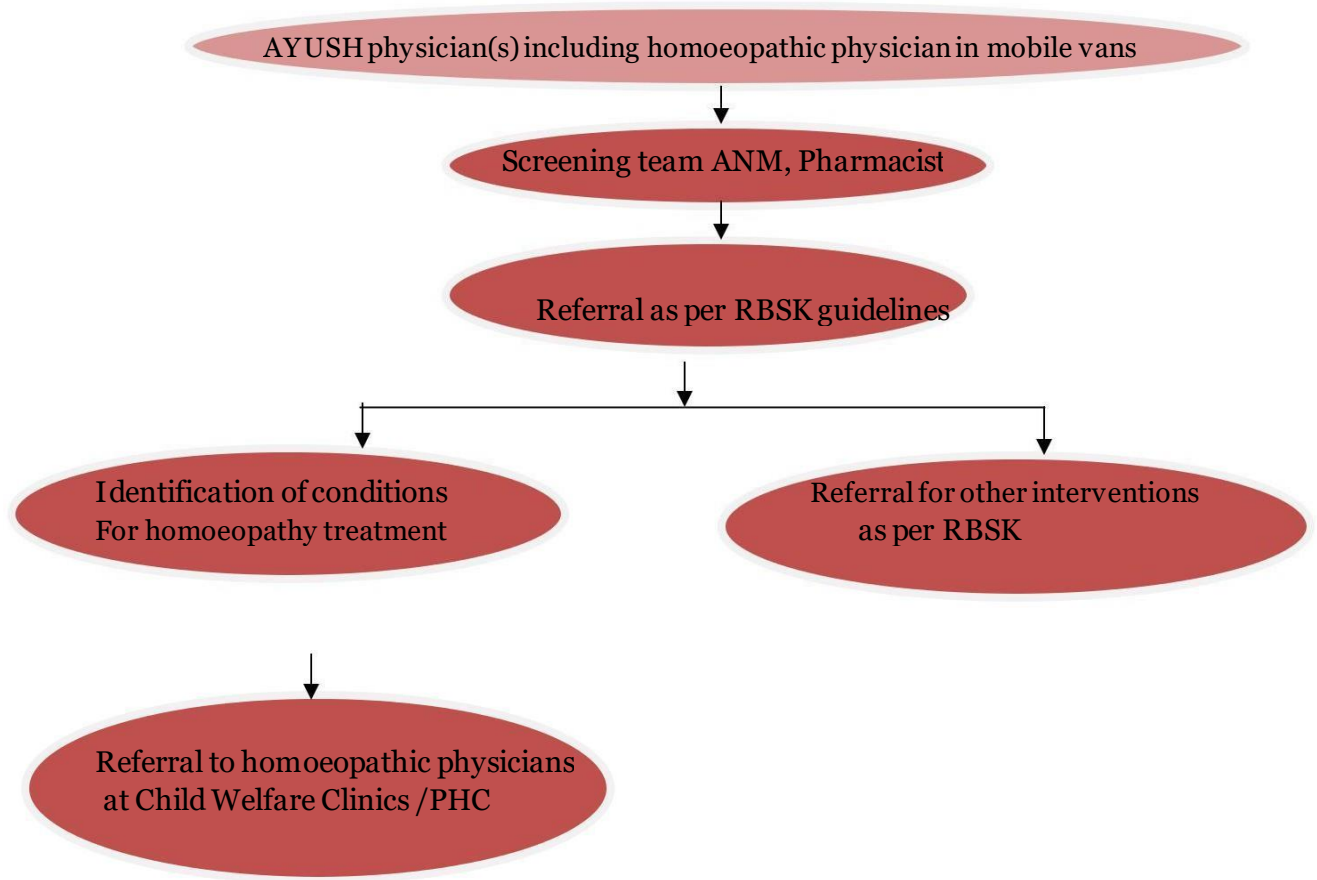 AYUSH physician(s) including homoeopathic physician in mobile vans
Screening team ANM, Pharmacist
Referral as per RBSK guidelines
Identification of conditions
For homoeopathy treatment
Referral for other interventions
as per RBSK
Referral to homoeopathic physicians
at Child Welfare Clinics /PHC